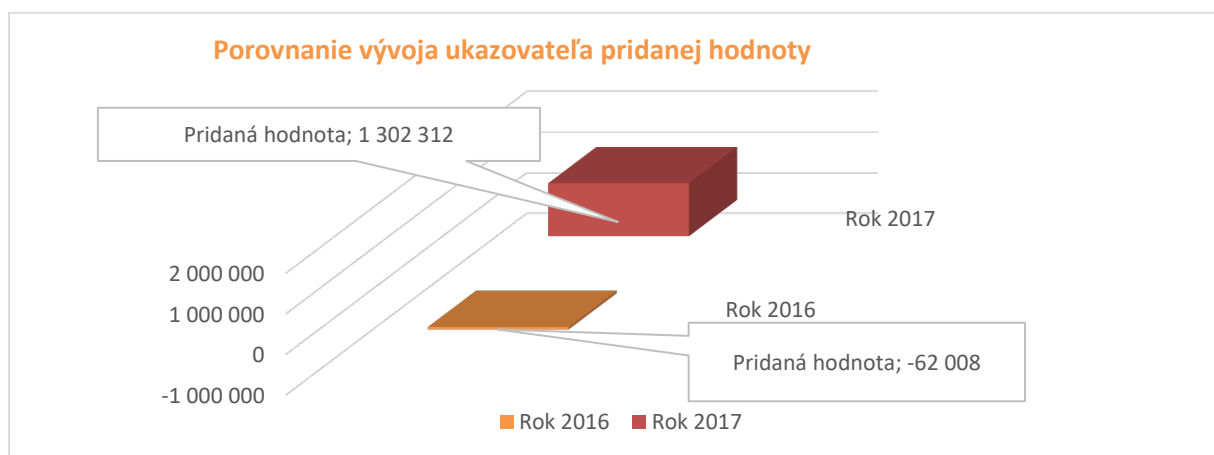 Porovnanie vývoja ukazovateľa pridanej hodnoty
Pridaná hodnota; 1 302 312
Rok 2017
2 000 000
1 000 000
0
-1 000 000
Rok 2016
Pridaná hodnota; -62 008
Rok 2016
Rok 2017